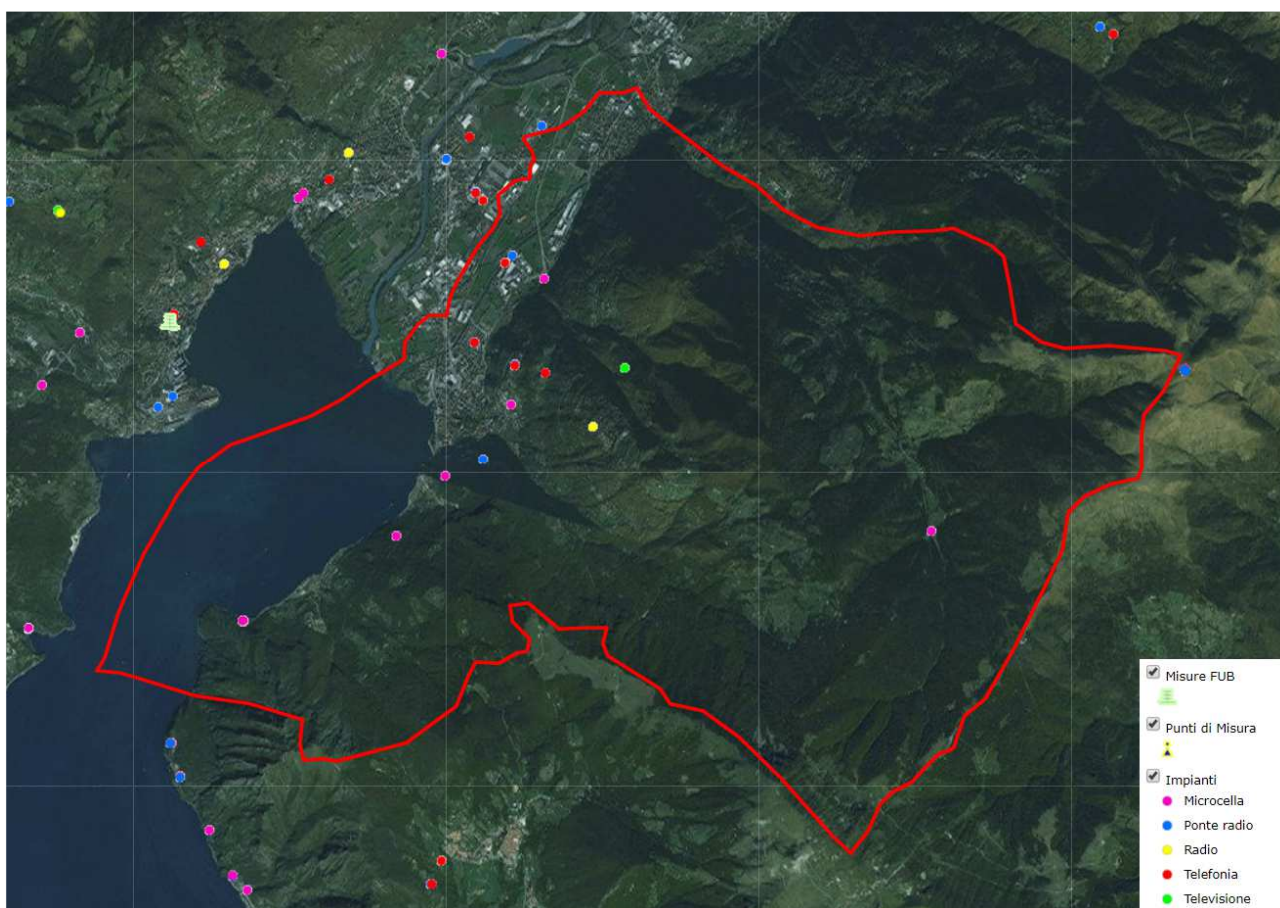 Misure FUB
Punti di Misura
Impianti
Microcella
Ponte radio
Radio
Telefonia
Televisione